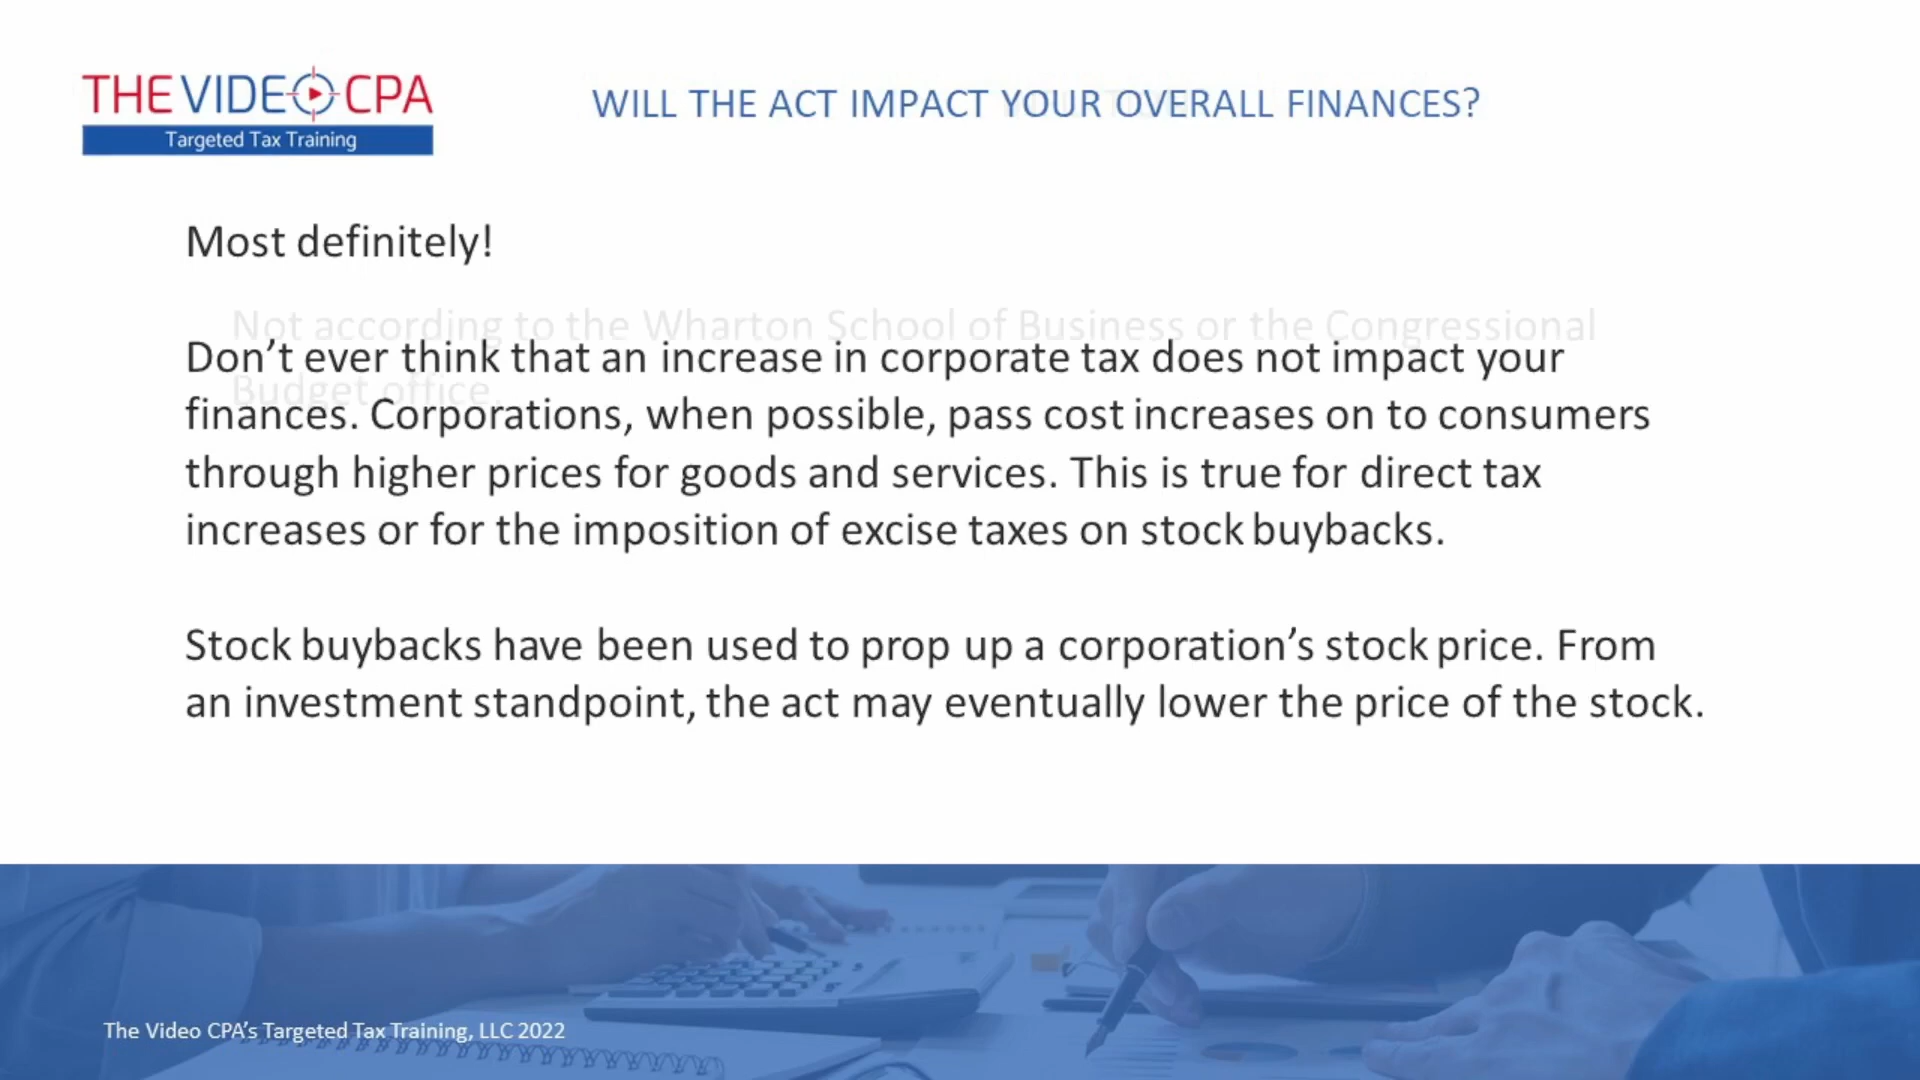 THE VIDEO CPA
Targeted Tax Training
WILL THE ACT IMPACT YOUR OVERALL FINANCES?
Most definitely!
Not according to the Wharton School of Business or the Congressional
Don’t ever think that an increase in corporate tax does not impact your
Budget office.
finances. Corporations, when possible, pass cost increases on to consumers
through higher prices for goods and services. This is true for direct tax
increases or for the imposition of excise taxes on stock buybacks.
Stock buybacks have been used to prop up a corporation’s stock price. From
an investment standpoint, the act may eventually lower the price of the stock.
The Video CPA’s Targeted Tax Training, LLC 2022